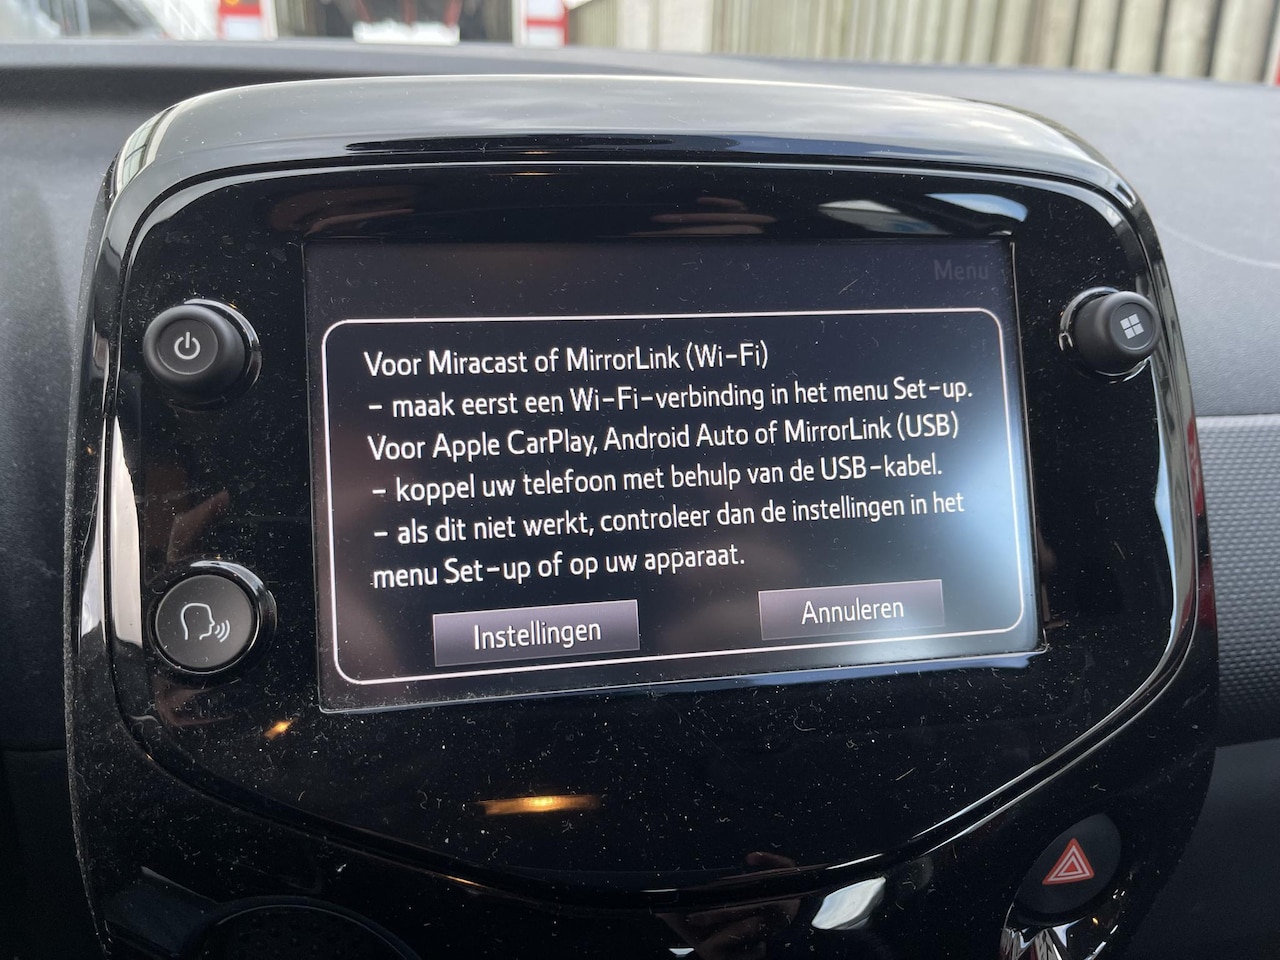 Menu
Voor Miracast of MirrorLink (Wi-Fi)
- maak eerst een Wi-Fi-verbinding in het menu Set-up.
Voor Apple CarPlay, Android Auto of MirrorLink (USB)
- koppel uw telefoon met behulp van de USB-kabel.
- als dit niet werkt, controleer dan de instellingen in het
menu Set-up of op uw apparaat.
Instellingen
Annuleren